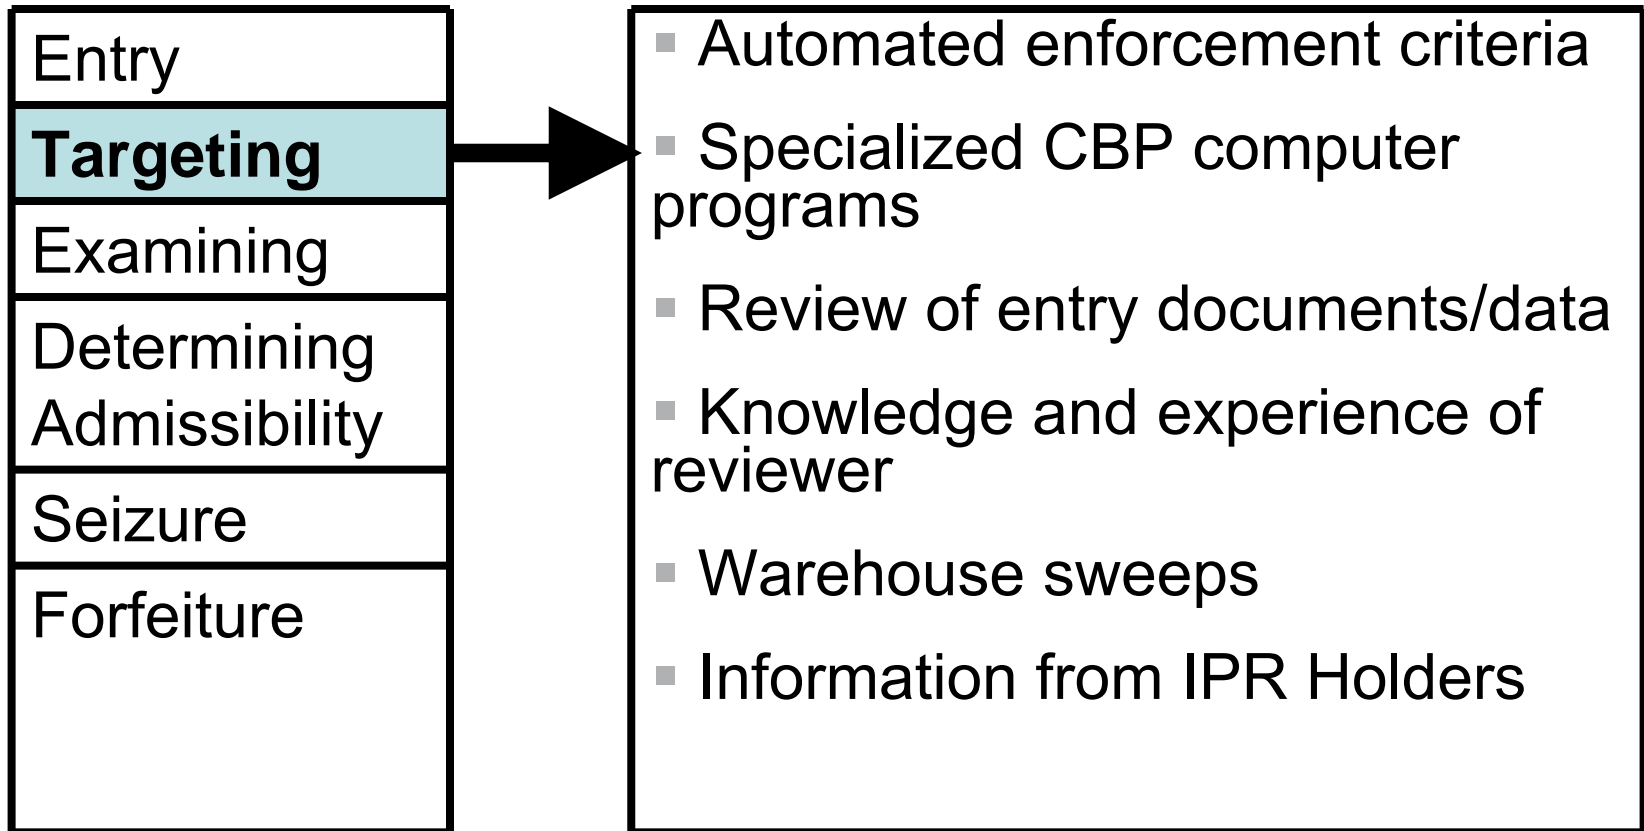 Entry
Targeting
Examining
Determining
Admissibility
Seizure
Forfeiture
▪ Automated enforcement criteria
▪ Specialized CBP computer
programs
▪ Review of entry documents/data
▪ Knowledge and experience of
reviewer
▪ Warehouse sweeps
▪ Information from IPR Holders